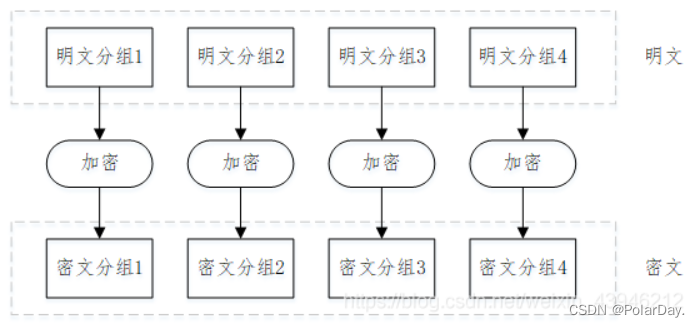 明文分组1 明文分组2 明文分组3 明文分组4 明文
加密 加密 加密 加密
密文分组1 密文分组2 密文分组3 密文分组4 密文
https://blog.csdn.net/weixin_43946212
CSDN @PolarDay.